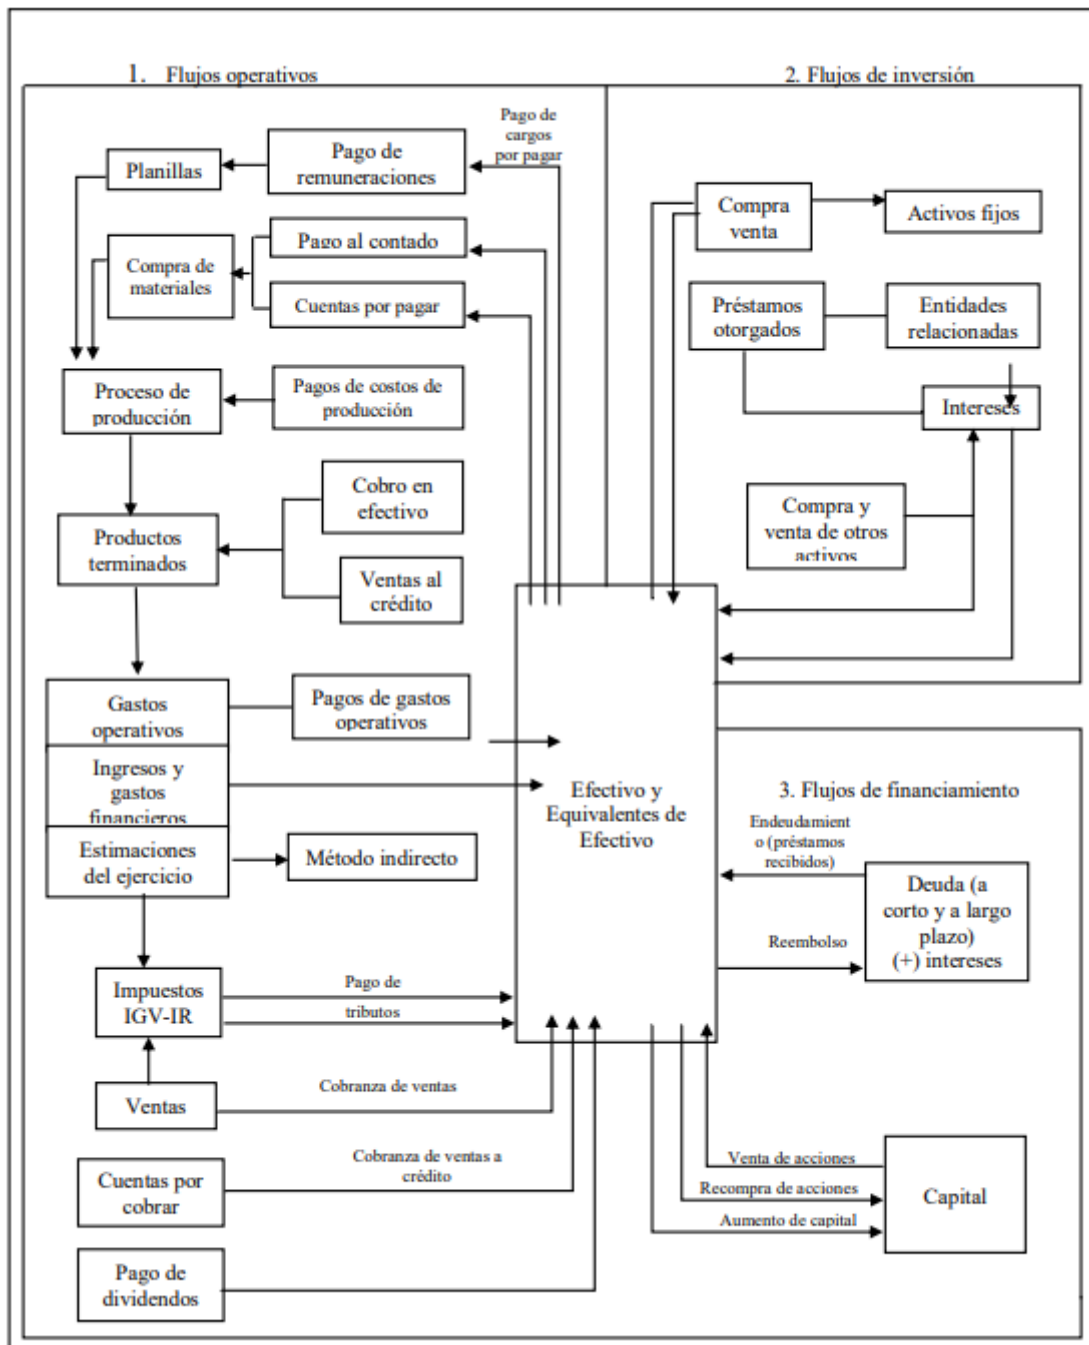 1. Flujos operativos
2. Flujos de inversión
Pago de
cargos
por pagar
Planillas
Pago de
remuneraciones
Pago al contado
Compra de
materiales
Cuentas por pagar
Proceso de
producción
Pagos de costos de
producción
Cobro en
efectivo
Productos
terminados
Ventas al
crédito
Gastos
operativos
Pagos de gastos
operativos
Ingresos y
gastos
financieros
Estimaciones
del ejercicio
Método indirecto
Impuestos
IGV-IR
Pago de
tributos
Ventas
Cobranza de ventas
Cuentas por
cobrar
Cobranza de ventas a
crédito
Pago de
dividendos
Efectivo y
Equivalentes de
Efectivo
Compra
venta
Activos fijos
Préstamos
otorgados
Entidades
relacionadas
Intereses
Compra y
venta de otros
activos
3. Flujos de financiamiento
Endeudamient
o (préstamos
recibidos)
Deuda (a
corto y a largo
plazo)
(+) intereses
Reembolso
Venta de acciones
Recompra de acciones
Aumento de capital
Capital